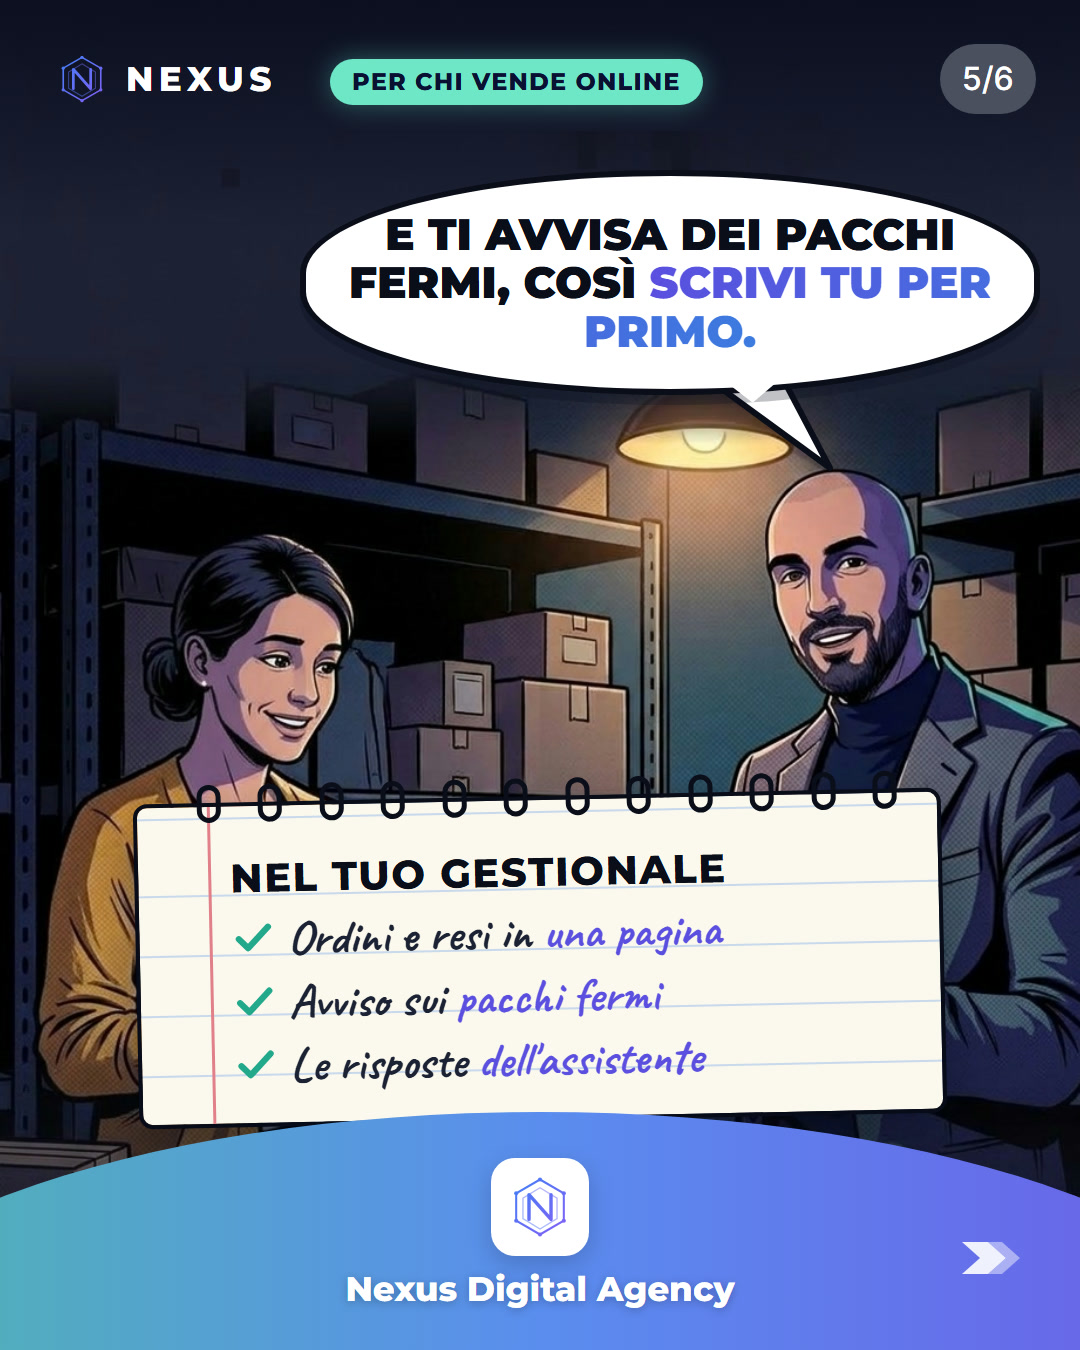 NEXUS
PER CHI VENDE ONLINE
5/6
E TI AVVISA DEI PACCHI
FERMI, COSÌ SCRIVI TU PER
PRIMO.
NEL TUO GESTIONALE
Ordini e resi in una pagina
Avviso sui pacchi fermi
Le risposte dell'assistente
N
Nexus Digital Agency